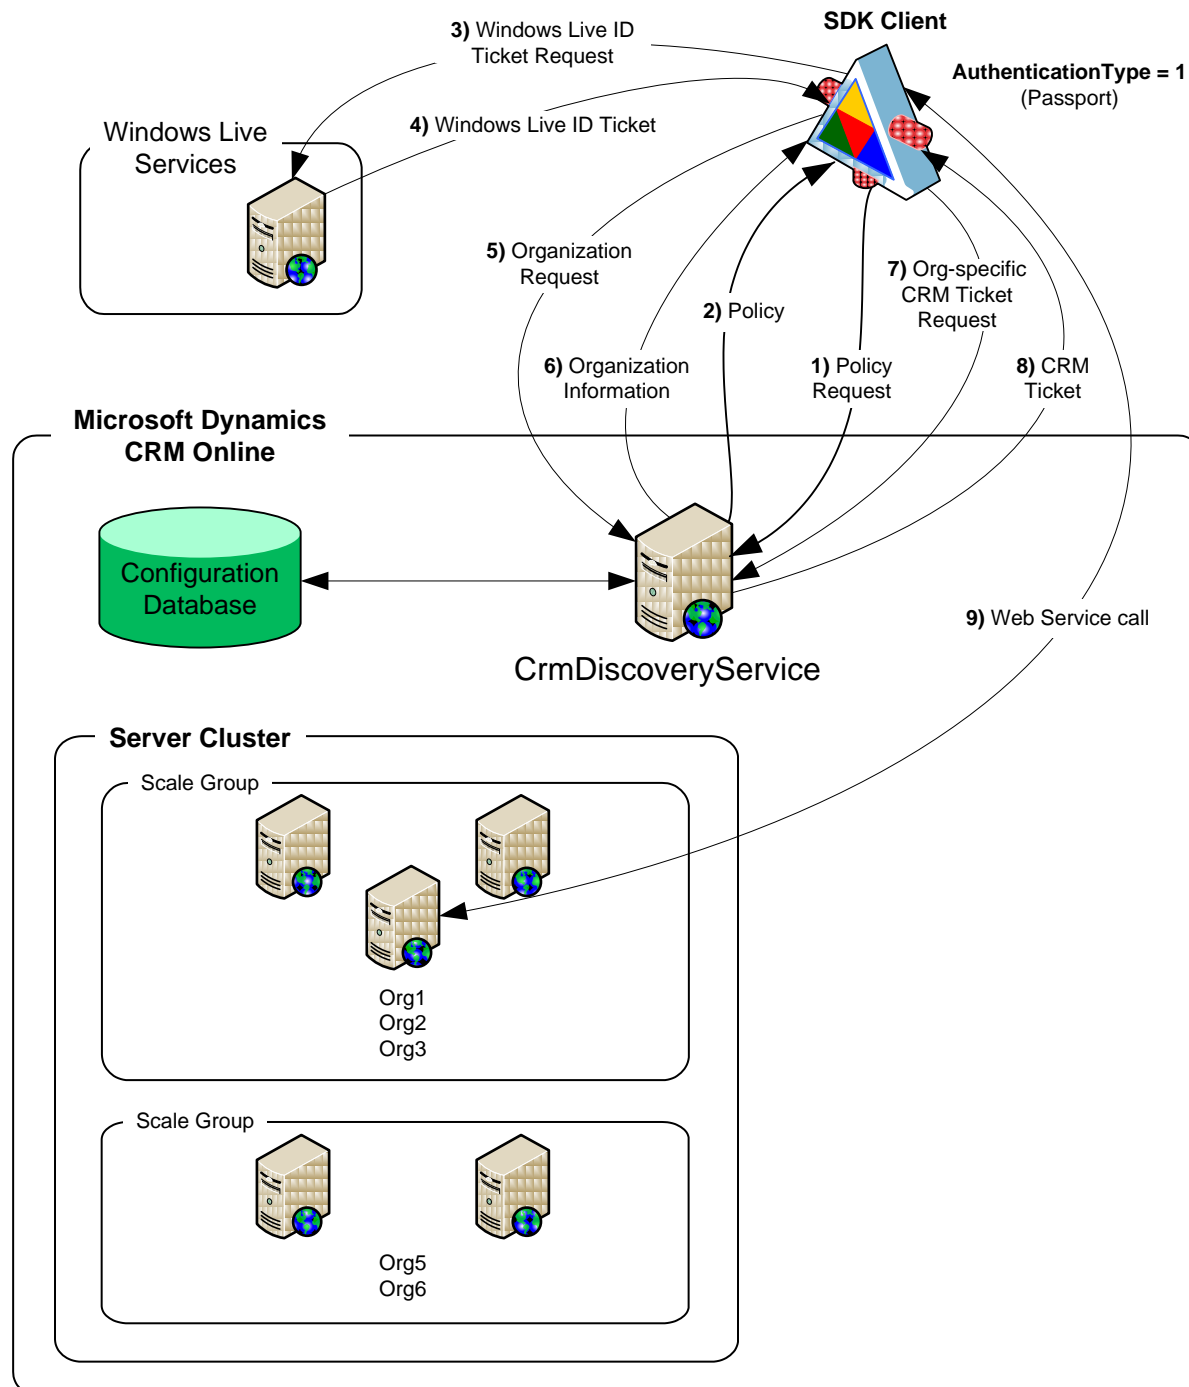 SDK Client
3) Windows Live ID
Ticket Request
AuthenticationType = 1
(Passport)
4) Windows Live ID Ticket
Windows Live
Services
5) Organization
Request
7) Org-specific
CRM Ticket
Request
2) Policy
6) Organization
Information
1) Policy
Request
8) CRM
Ticket
Microsoft Dynamics
CRM Online
Configuration
Database
9) Web Service call
CrmDiscoveryService
Server Cluster
Scale Group
Org1
Org2
Org3
Scale Group
Org5
Org6